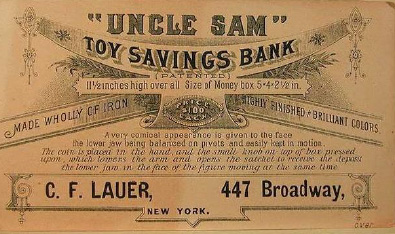 "UNCLE SAM"
TOY SAVINGS BANK
(PATENTED)
11½ inches high over all Size of Money box 5·4·2½ in.
MADE WHOLLY OF IRON
PRICE
$1.00
EACH
HIGHLY FINISHED IN BRILLIANT COLORS
A very comical appearance is given to the face
the lower jaw being balanced on pivots and easily kept in motion
The coin is placed in the hand, and the small knob on top of box pressed
upon, which lowers the arm and opens the satchel to receive the deposit
the lower jaw in the face of the figure moving at the same time
C. F. LAUER, 447 Broadway,
NEW YORK.